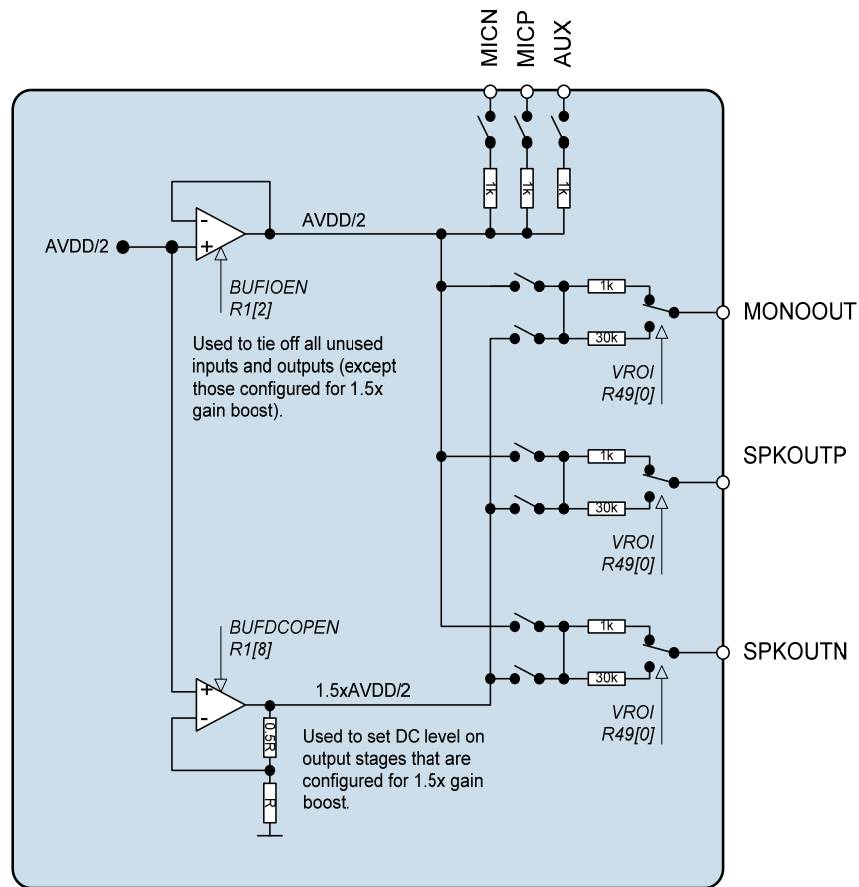 MICN
MICP
AUX
1k
1k
1k
-
+
AVDD/2
AVDD/2
BUFIOEN
R1[2]
Used to tie off all unused
inputs and outputs (except
those configured for 1.5x
gain boost).
1k
30k
MONOOUT
VROI
R49[0]
1k
30k
SPKOUTP
VROI
R49[0]
1k
30k
SPKOUTN
VROI
R49[0]
BUFDCOPEN
R1[8]
+
-
1.5xAVDD/2
0.5R
R
Used to set DC level on
output stages that are
configured for 1.5x gain
boost.